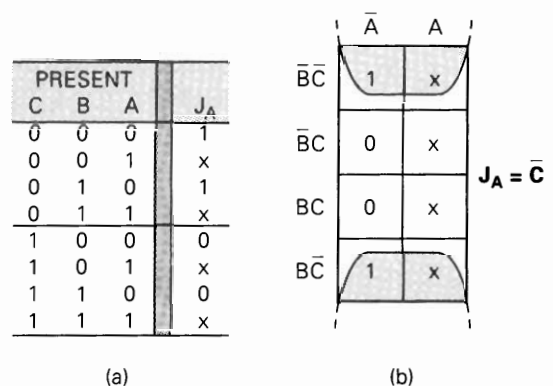 PRESENT
C B A J_A
0 0 0 1
0 0 1 x
0 1 0 1
0 1 1 x
1 0 0 0
1 0 1 x
1 1 0 0
1 1 1 x
(a)
A̅ A
B̅C̅ 1 x
B̅C 0 x
BC 0 x
BC̅ 1 x
J_A = C̅
(b)